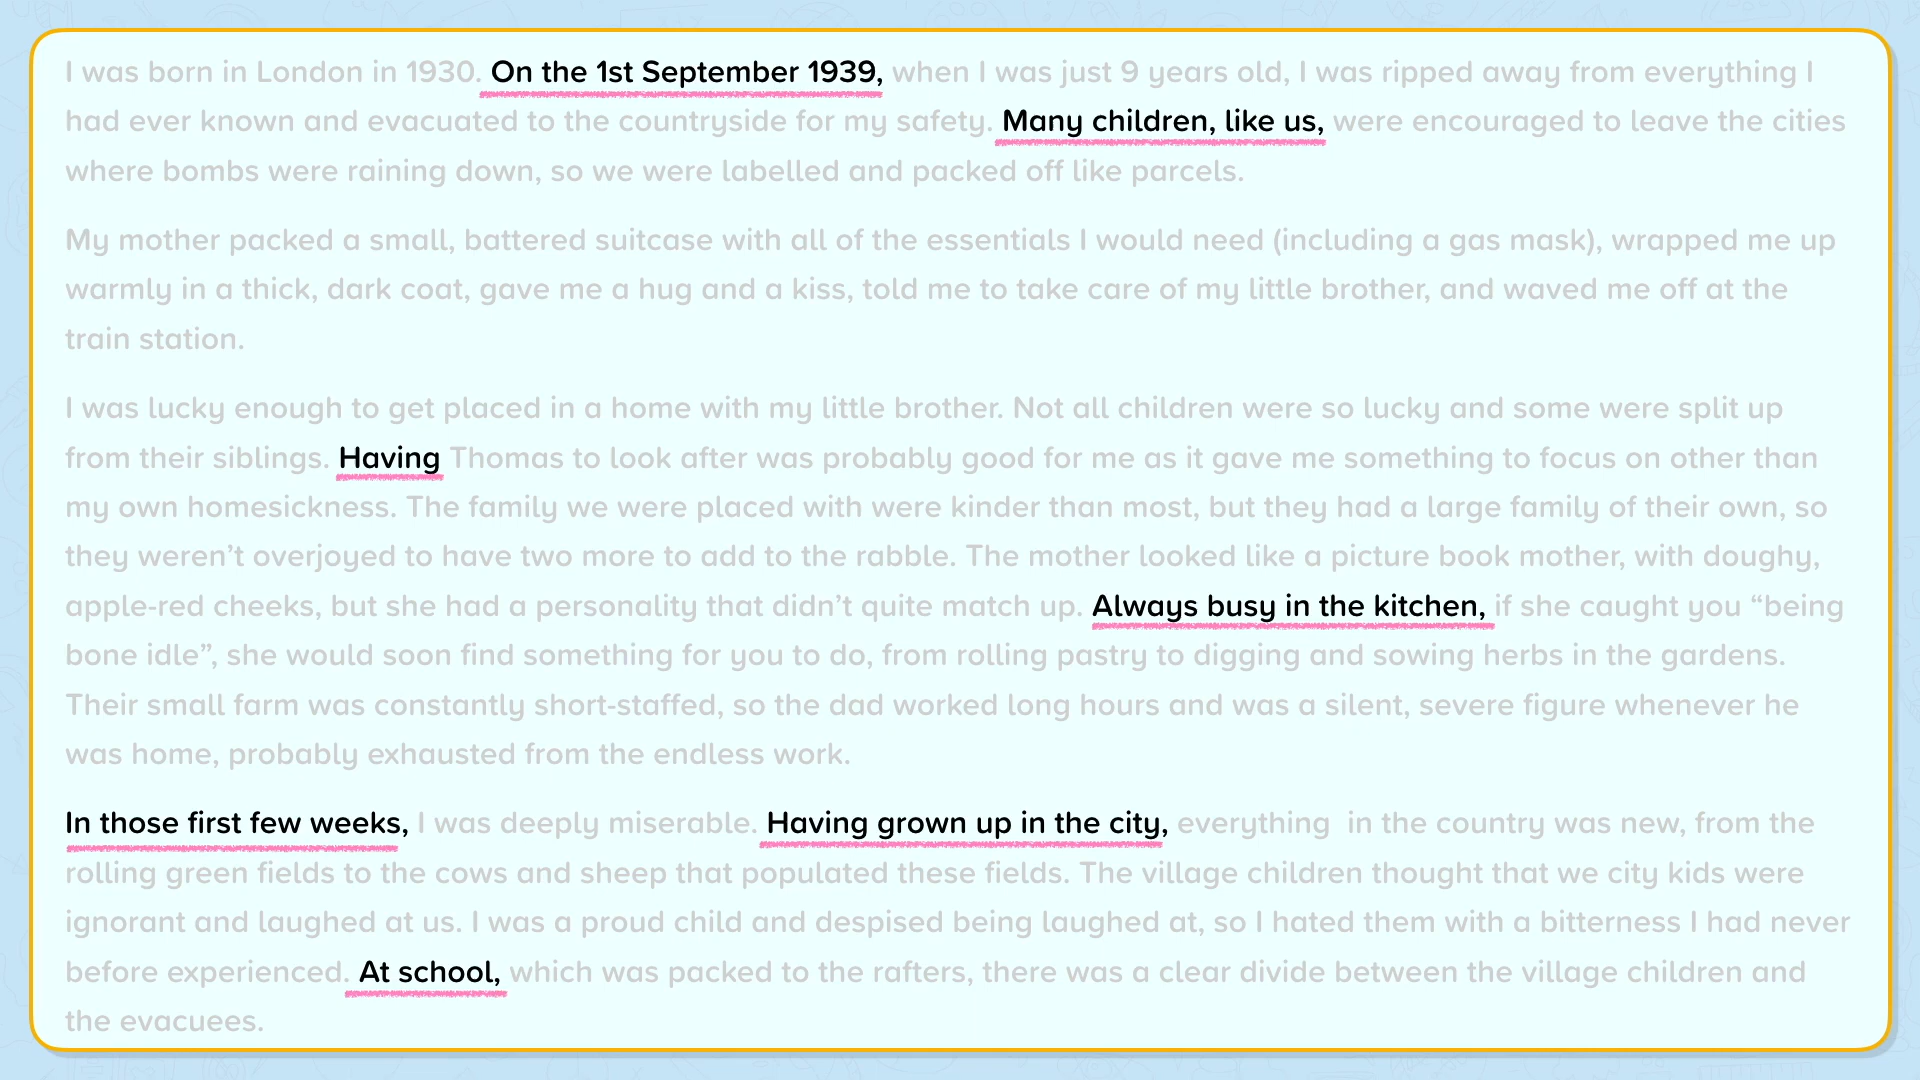 I was born in London in 1930. On the 1st September 1939, when I was just 9 years old, I was ripped away from everything I
had ever known and evacuated to the countryside for my safety. Many children, like us, were encouraged to leave the cities
where bombs were raining down, so we were labelled and packed off like parcels.
My mother packed a small, battered suitcase with all of the essentials I would need (including a gas mask), wrapped me up
warmly in a thick, dark coat, gave me a hug and a kiss, told me to take care of my little brother, and waved me off at the
train station.
I was lucky enough to get placed in a home with my little brother. Not all children were so lucky and some were split up
from their siblings. Having Thomas to look after was probably good for me as it gave me something to focus on other than
my own homesickness. The family we were placed with were kinder than most, but they had a large family of their own, so
they weren’t overjoyed to have two more to add to the rabble. The mother looked like a picture book mother, with doughy,
apple-red cheeks, but she had a personality that didn’t quite match up. Always busy in the kitchen, if she caught you “being
bone idle”, she would soon find something for you to do, from rolling pastry to digging and sowing herbs in the gardens.
Their small farm was constantly short-staffed, so the dad worked long hours and was a silent, severe figure whenever he
was home, probably exhausted from the endless work.
In those first few weeks, I was deeply miserable. Having grown up in the city, everything  in the country was new, from the
rolling green fields to the cows and sheep that populated these fields. The village children thought that we city kids were
ignorant and laughed at us. I was a proud child and despised being laughed at, so I hated them with a bitterness I had never
before experienced. At school, which was packed to the rafters, there was a clear divide between the village children and
the evacuees.